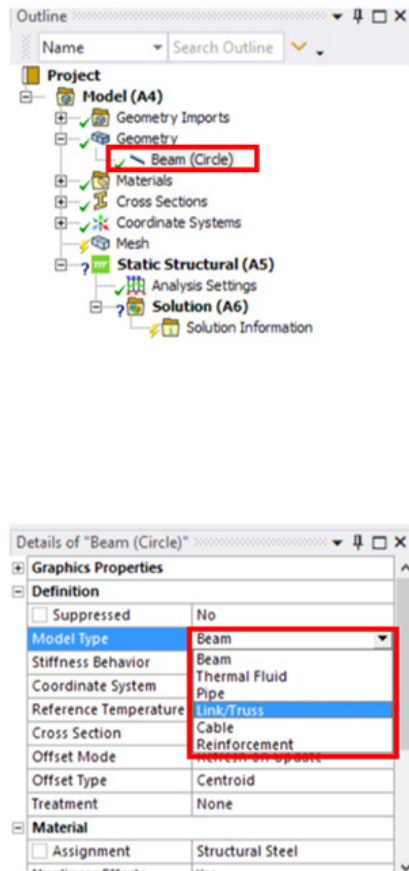 Outline
Name Search Outline
Project
Model (A4)
Geometry Imports
Geometry
Beam (Circle)
Materials
Cross Sections
Coordinate Systems
Mesh
Static Structural (A5)
Analysis Settings
Solution (A6)
Solution Information
Details of "Beam (Circle)"
Graphics Properties
Definition
Suppressed No
Model Type Beam
Stiffness Behavior Beam
Thermal Fluid
Coordinate System Pipe
Reference Temperature Link/Truss
Cross Section Cable
Reinforcement
Offset Mode Refresh on Update
Offset Type Centroid
Treatment None
Material
Assignment Structural Steel